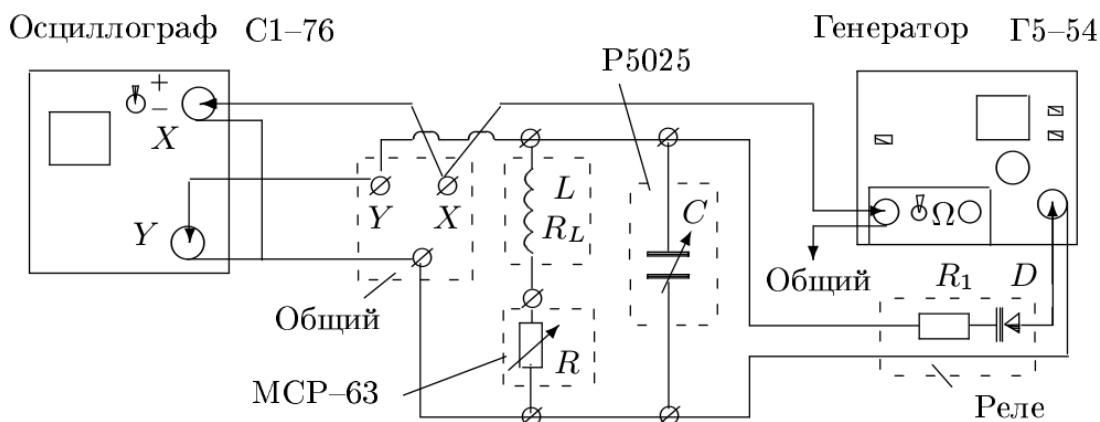 Осциллограф С1–76
Генератор Г5–54
Р5025
+
−
X
Y
Y
X
L
R_L
C
Ω
Общий
Общий
R_1 D
R
МСР–63
Реле